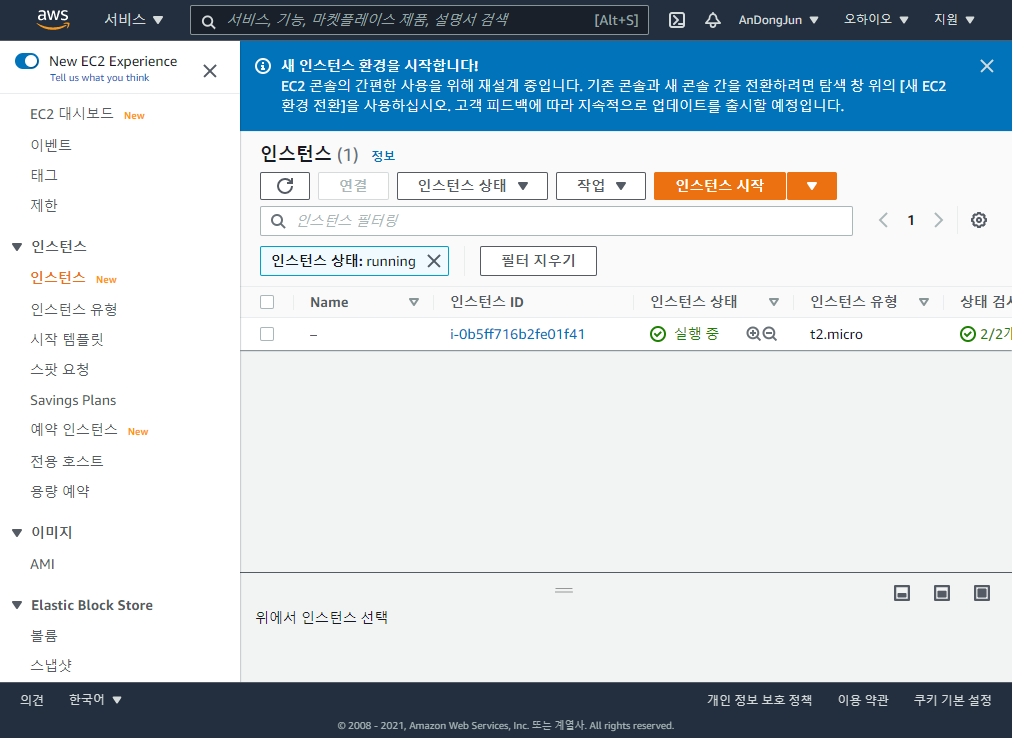 aws 서비스 서비스, 기능, 마켓플레이스 제품, 설명서 검색 [Alt+S] AnDongJun 오하이오 지원
New EC2 Experience
Tell us what you think
EC2 대시보드 New
이벤트
태그
제한
인스턴스
인스턴스 New
인스턴스 유형
시작 템플릿
스팟 요청
Savings Plans
예약 인스턴스 New
전용 호스트
용량 예약
이미지
AMI
Elastic Block Store
볼륨
스냅샷
새 인스턴스 환경을 시작합니다!
EC2 콘솔의 간편한 사용을 위해 재설계 중입니다. 기존 콘솔과 새 콘솔 간을 전환하려면 탐색 창 위의 [새 EC2
환경 전환]을 사용하십시오. 고객 피드백에 따라 지속적으로 업데이트를 출시할 예정입니다.
인스턴스 (1) 정보
연결 인스턴스 상태 작업 인스턴스 시작
인스턴스 필터링 1
인스턴스 상태: running 필터 지우기
Name 인스턴스 ID 인스턴스 상태 인스턴스 유형 상태 검사
– i-0b5ff716b2fe01f41 실행 중 t2.micro 2/2개
위에서 인스턴스 선택
의견 한국어 개인 정보 보호 정책 이용 약관 쿠키 기본 설정
© 2008 - 2021, Amazon Web Services, Inc. 또는 계열사. All rights reserved.